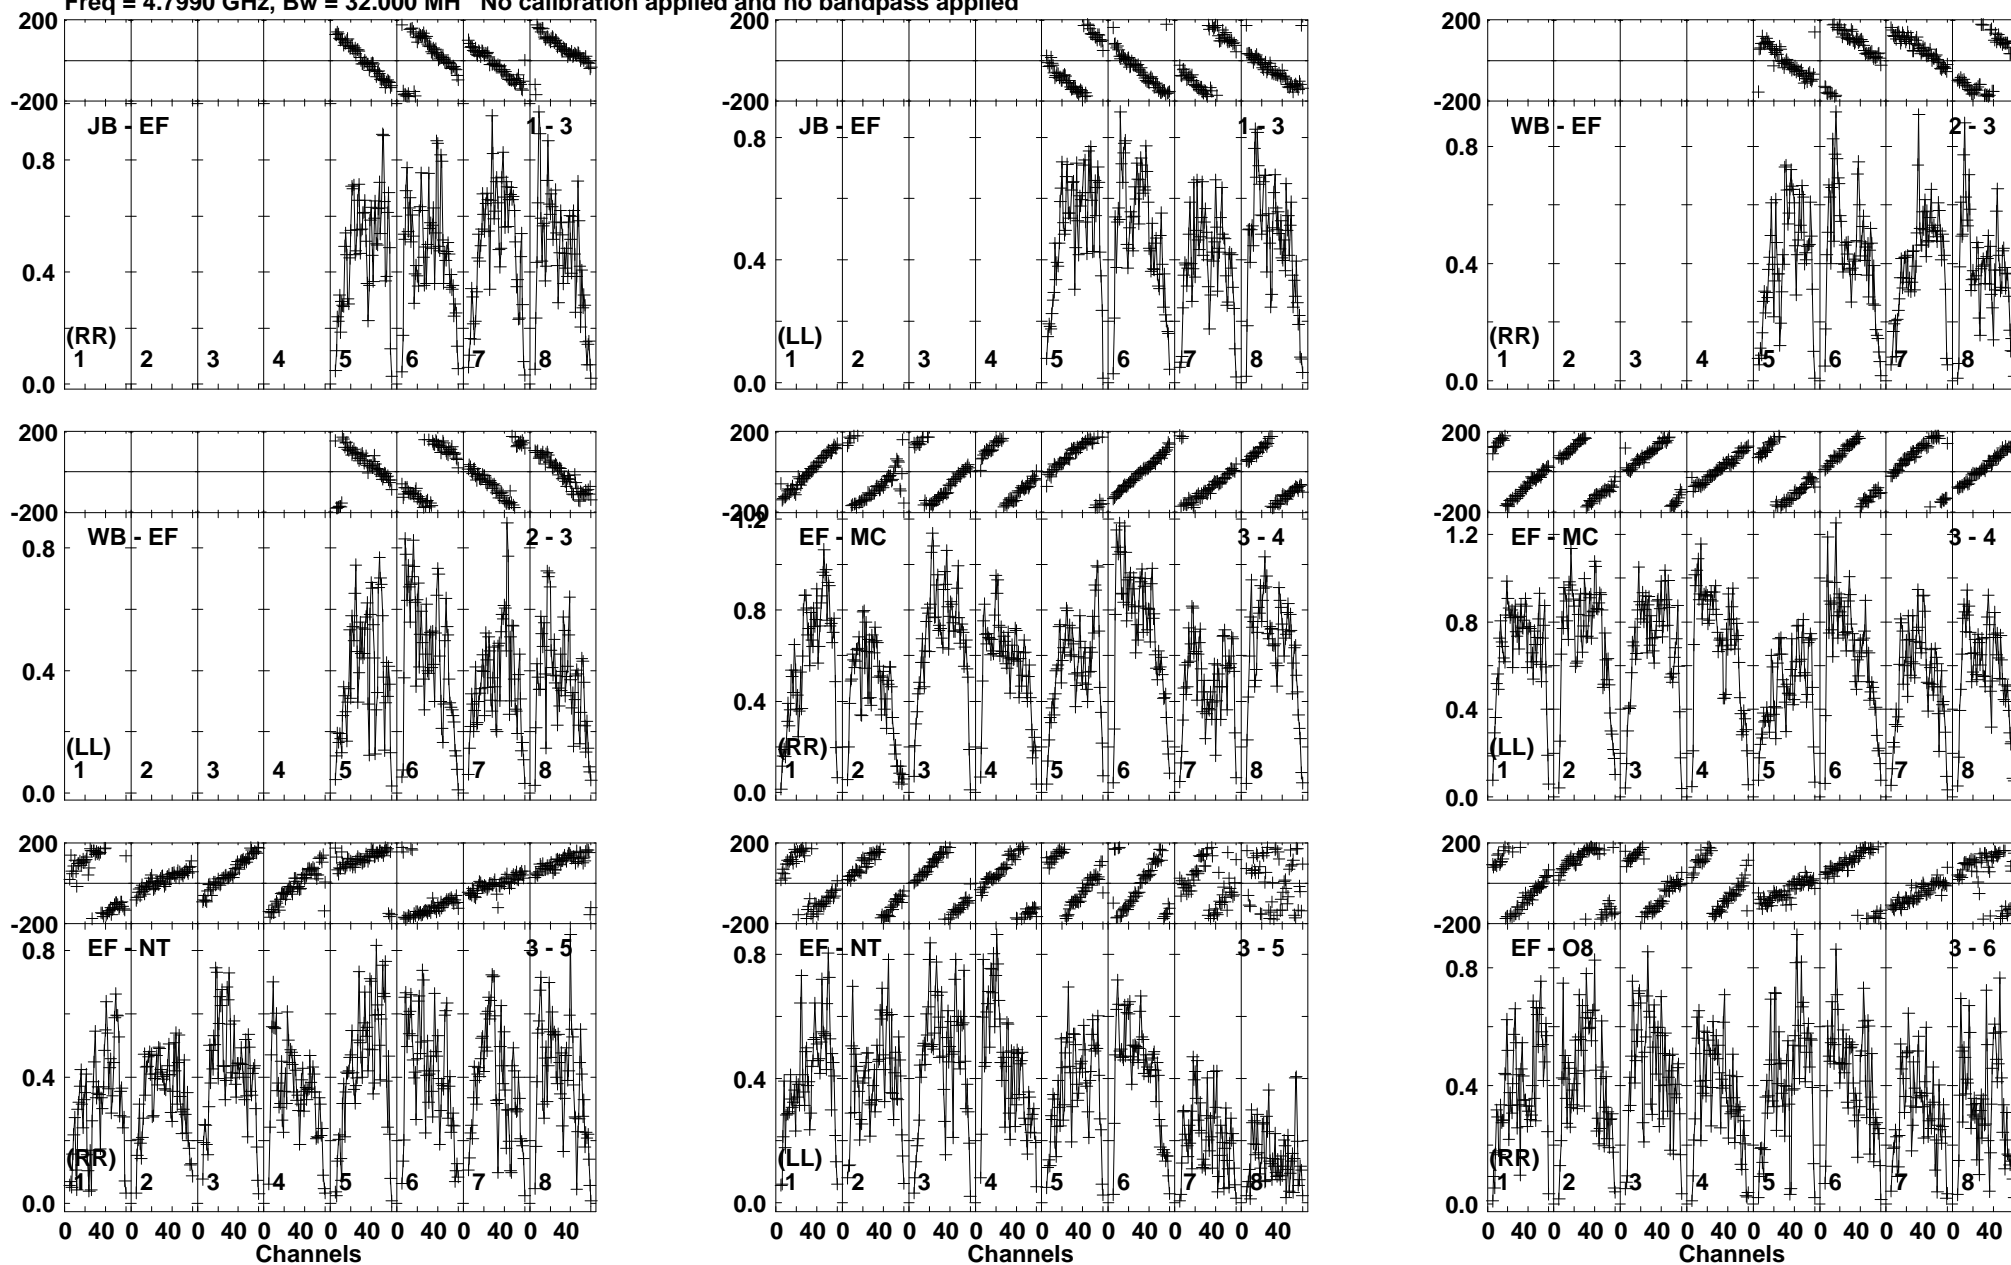 Freq = 4.7990 GHz, Bw = 32.000 MH No calibration applied and no bandpass applied
200 200 200
-200 -200 -200
JB - EF 1 - 3 JB - EF 1 - 3 WB - EF 2 - 3
0.8 0.8 0.8
0.4 0.4 0.4
(RR) (LL) (RR)
1 2 3 4 5 6 7 8 1 2 3 4 5 6 7 8 1 2 3 4 5 6 7 8
0.0 0.0 0.0
200 200 200
-200 -200 -200
1.2
WB - EF 2 - 3 EF - MC 3 - 4 EF - MC 3 - 4
1.2
0.8 0.8 0.8
0.4 0.4 0.4
(LL) (RR) (LL)
1 2 3 4 5 6 7 8 1 2 3 4 5 6 7 8 1 2 3 4 5 6 7 8
0.0 0.0 0.0
200 200 200
-200 -200 -200
EF - NT 3 - 5 EF - NT 3 - 5 EF - O8 3 - 6
0.8 0.8 0.8
0.4 0.4 0.4
(RR) (LL) (RR)
1 2 3 4 5 6 7 8 1 2 3 4 5 6 7 8 1 2 3 4 5 6 7 8
0.0 0.0 0.0
0 40 0 40 0 40 0 40 0 40 0 40 0 40 0 40 0 40 0 40 0 40 0 40 0 40 0 40 0 40 0 40 0 40 0 40 0 40 0 40 0 40 0 40 0 40 0 40
Channels Channels Channels